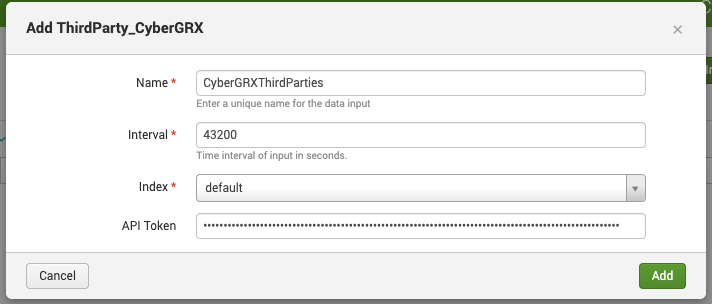 Add ThirdParty_CyberGRX
×
Name *
CyberGRXThirdParties
Enter a unique name for the data input
Interval *
43200
Time interval of input in seconds.
Index *
default
API Token
Cancel
Add